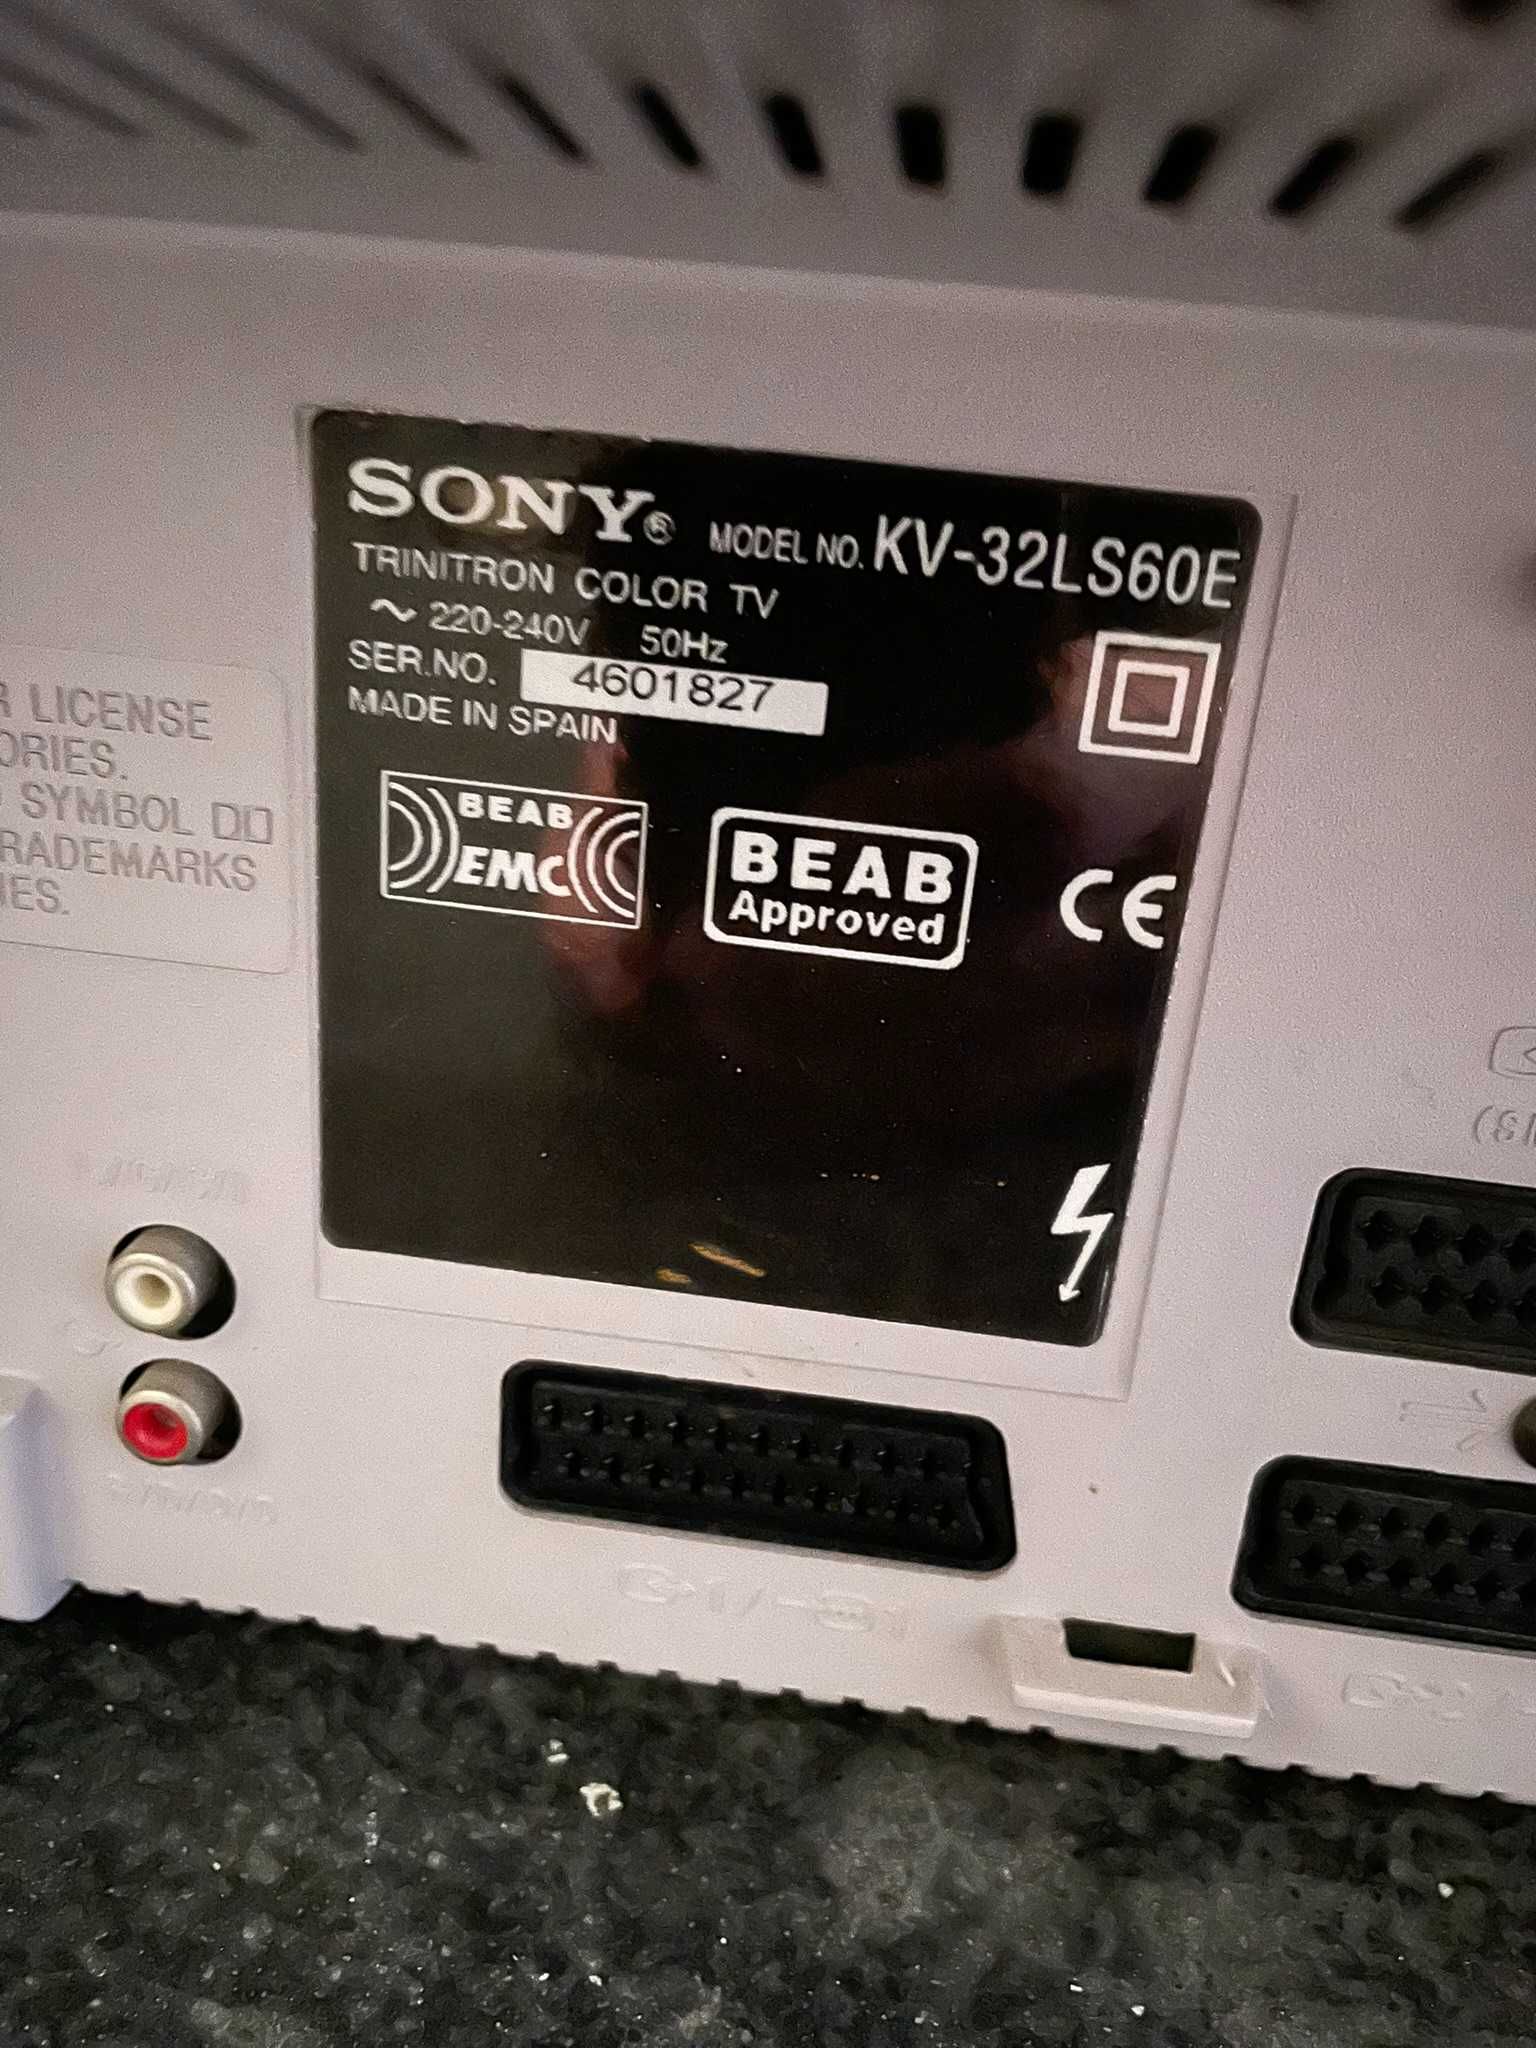 SONY® MODEL NO. KV-32LS60E
TRINITRON COLOR TV
~ 220-240V 50Hz
SER.NO. 4601827
MADE IN SPAIN
BEAB
EMC
BEAB
Approved
CE
LICENSE
ORIES.
SYMBOL DD
RADEMARKS
IES.